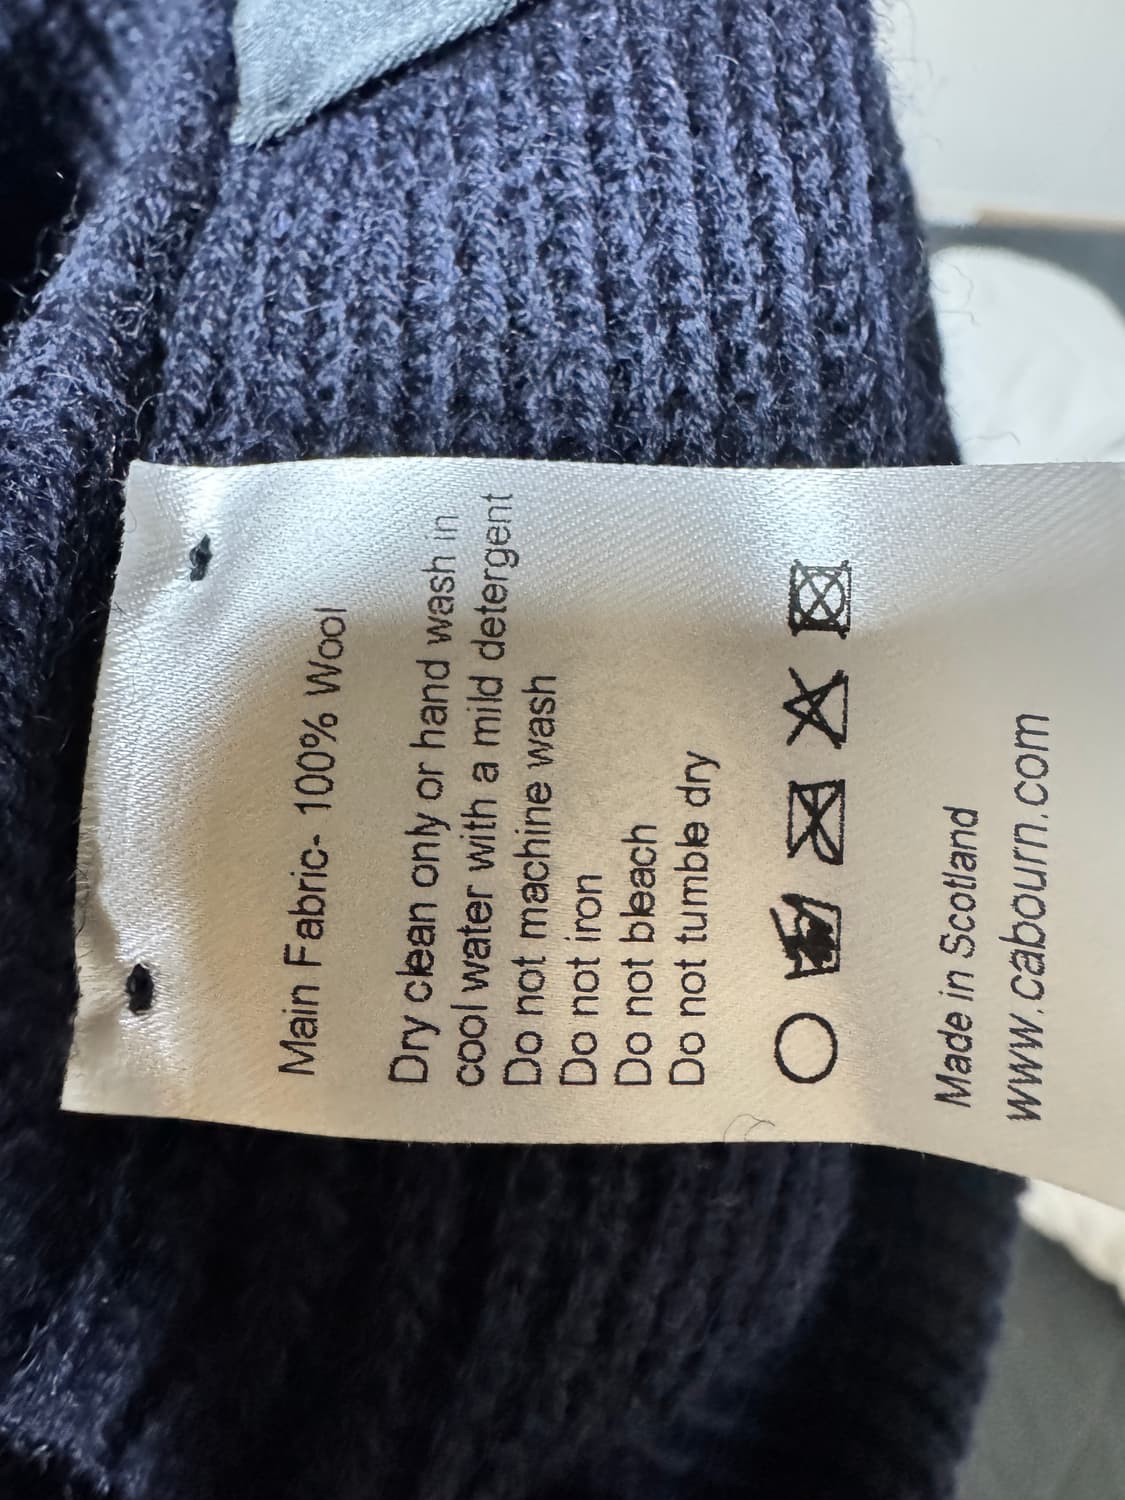 Main Fabric- 100% Wool
Dry clean only or hand wash in
cool water with a mild detergent
Do not machine wash
Do not iron
Do not bleach
Do not tumble dry
Made in Scotland
www.cabourn.com